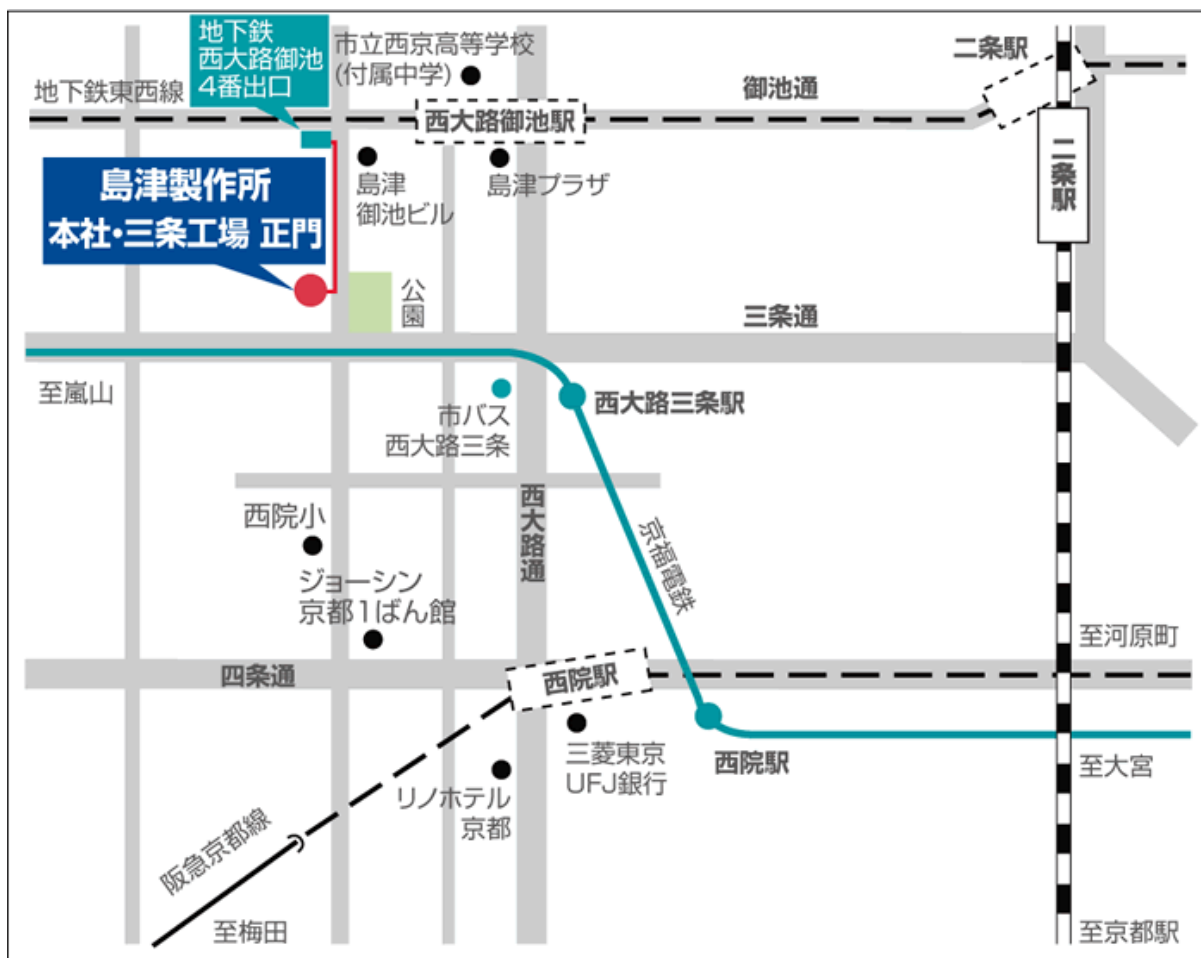 地下鉄
西大路御池
4番出口
市立西京高等学校
(付属中学)
二条駅
地下鉄東西線
御池通
西大路御池駅
二条駅
島津製作所
本社・三条工場 正門
島津
御池ビル
島津プラザ
公園
三条通
至嵐山
市バス
西大路三条
西大路三条駅
西院小
西大路通
京福電鉄
ジョーシン
京都1ばん館
至河原町
四条通
西院駅
三菱東京
UFJ銀行
西院駅
至大宮
リノホテル
京都
阪急京都線
至梅田
至京都駅